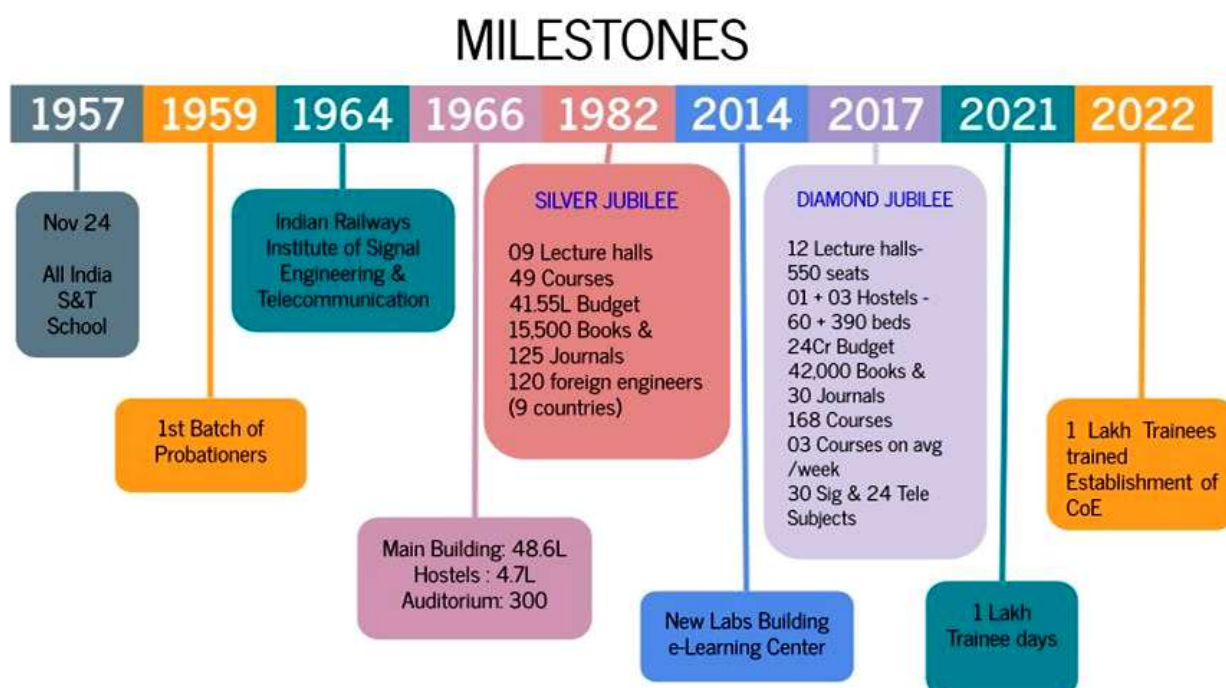 MILESTONES
1957 1959 1964 1966 1982 2014 2017 2021 2022
Nov 24
All India
S&T
School
1st Batch of
Probationers
Indian Railways
Institute of Signal
Engineering &
Telecommunication
Main Building: 48.6L
Hostels : 4.7L
Auditorium: 300
SILVER JUBILEE
09 Lecture halls
49 Courses
41.55L Budget
15,500 Books &
125 Journals
120 foreign engineers
(9 countries)
New Labs Building
e-Learning Center
DIAMOND JUBILEE
12 Lecture halls-
550 seats
01 + 03 Hostels -
60 + 390 beds
24Cr Budget
42,000 Books &
30 Journals
168 Courses
03 Courses on avg
/week
30 Sig & 24 Tele
Subjects
1 Lakh
Trainee days
1 Lakh Trainees
trained
Establishment of
CoE